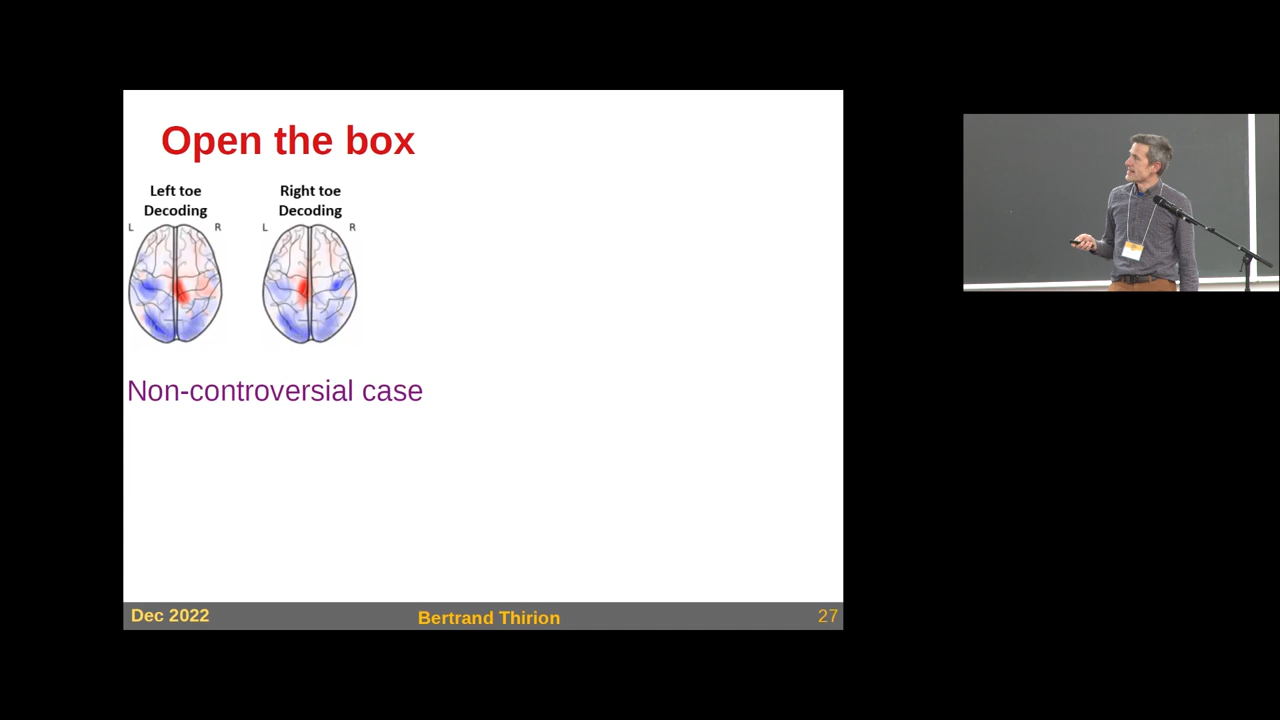 Open the box
Left toe
Decoding
Right toe
Decoding
L R
L R
Non-controversial case
Dec 2022
Bertrand Thirion
27